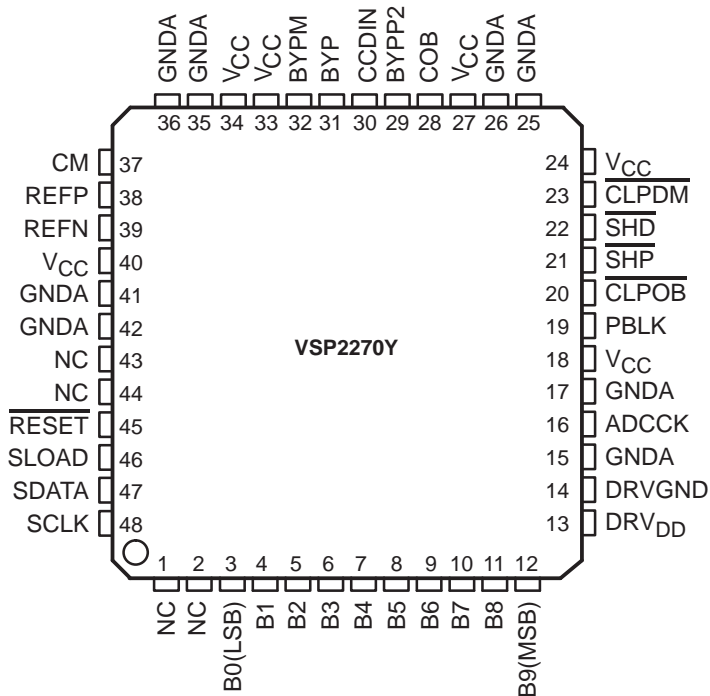 GNDA GNDA VCC VCC BYPM BYP CCDIN BYPP2 COB VCC GNDA GNDA
36 35 34 33 32 31 30 29 28 27 26 25
CM 37 24 VCC
REFP 38 23 CLPDM
REFN 39 22 SHD
VCC 40 21 SHP
GNDA 41 20 CLPOB
GNDA 42 19 PBLK
VSP2270Y
NC 43 18 VCC
NC 44 17 GNDA
RESET 45 16 ADCCK
SLOAD 46 15 GNDA
SDATA 47 14 DRVGND
SCLK 48 13 DRVDD
1 2 3 4 5 6 7 8 9 10 11 12
NC NC B0(LSB) B1 B2 B3 B4 B5 B6 B7 B8 B9(MSB)